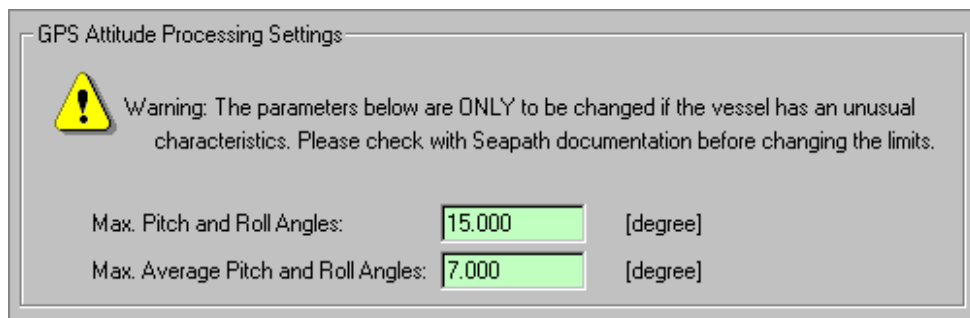 GPS Attitude Processing Settings
Warning: The parameters below are ONLY to be changed if the vessel has an unusual
characteristics. Please check with Seapath documentation before changing the limits.
Max. Pitch and Roll Angles: 15.000 [degree]
Max. Average Pitch and Roll Angles: 7.000 [degree]